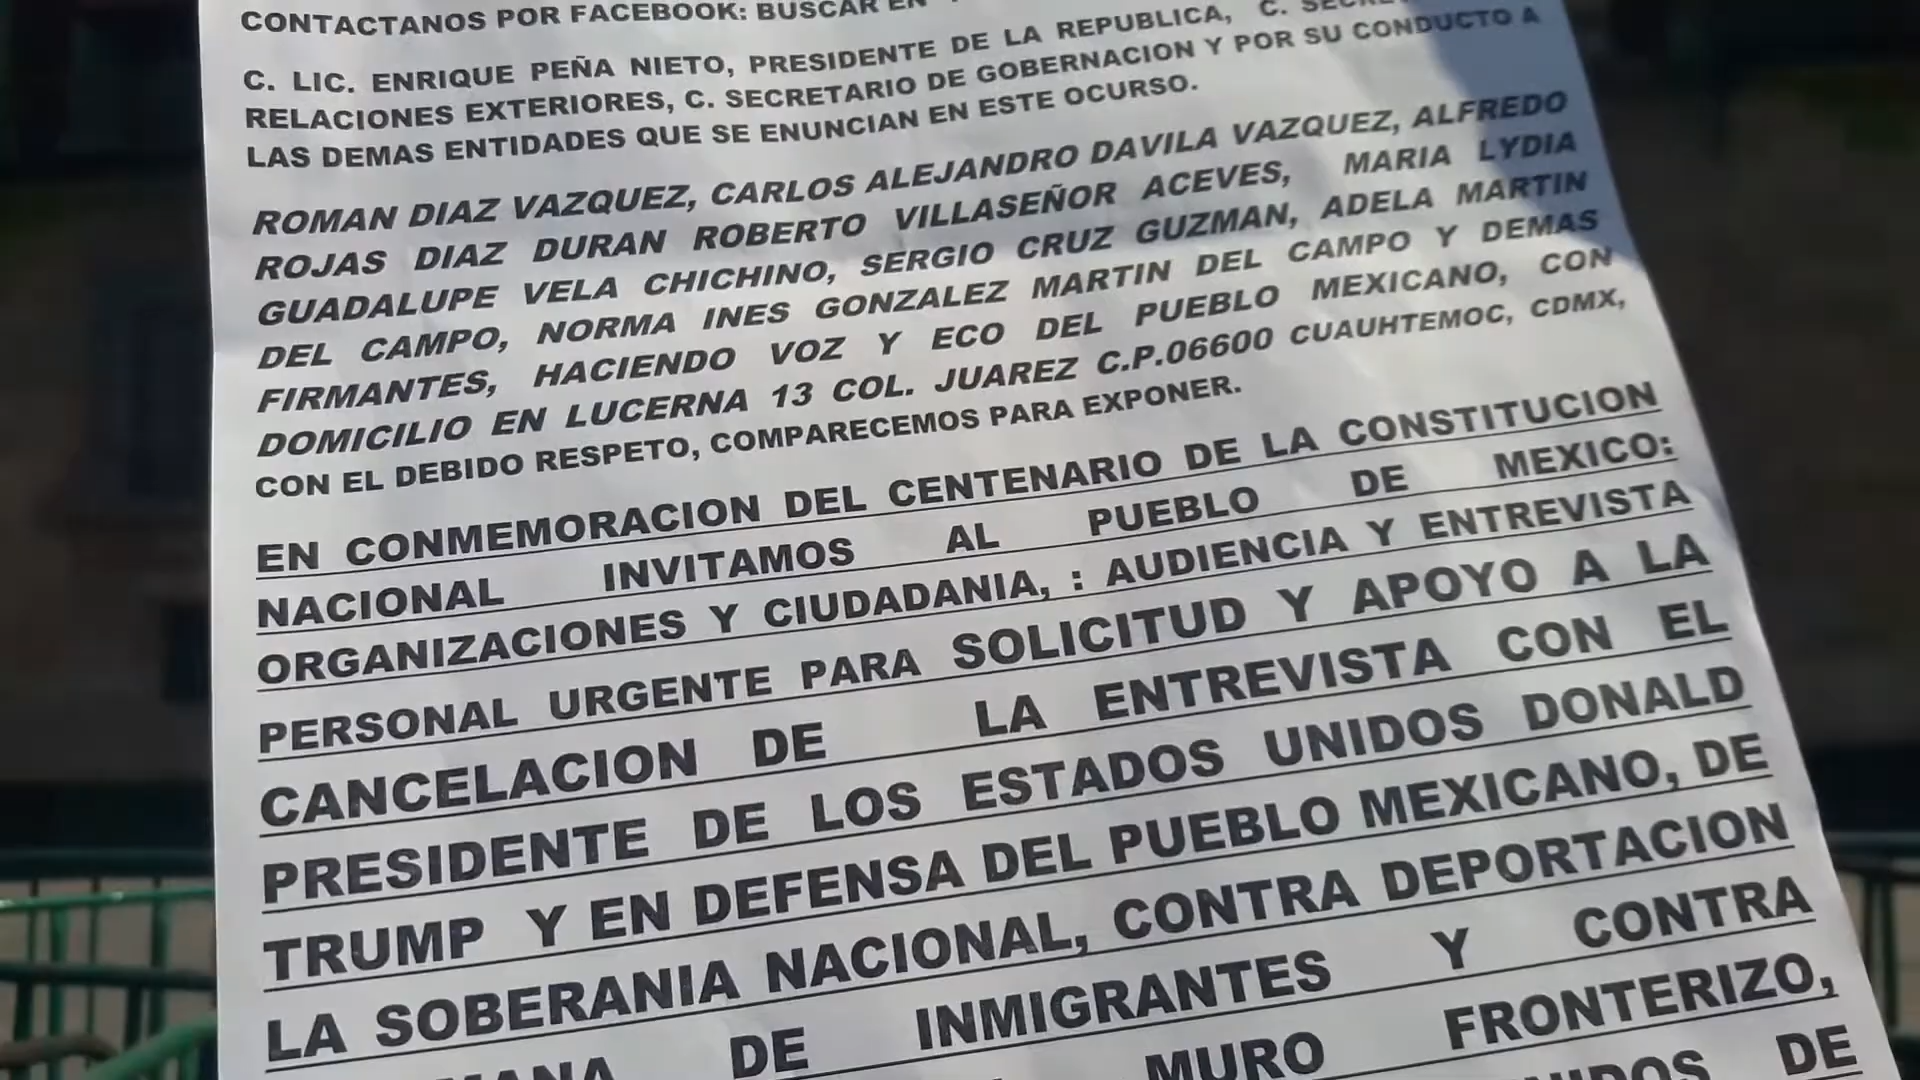 CONTACTANOS POR FACEBOOK: BUSCAR EN
C. LIC. ENRIQUE PEÑA NIETO, PRESIDENTE DE LA REPUBLICA, C.
RELACIONES EXTERIORES, C. SECRETARIO DE GOBERNACION Y POR SU CONDUCTO A
LAS DEMAS ENTIDADES QUE SE ENUNCIAN EN ESTE OCURSO.
ROMAN DIAZ VAZQUEZ, CARLOS ALEJANDRO DAVILA VAZQUEZ, ALFREDO
ROJAS DIAZ DURAN ROBERTO VILLASEÑOR ACEVES, MARIA LYDIA
GUADALUPE VELA CHICHINO, SERGIO CRUZ GUZMAN, ADELA MARTIN
DEL CAMPO, NORMA INES GONZALEZ MARTIN DEL CAMPO Y DEMAS
FIRMANTES, HACIENDO VOZ Y ECO DEL PUEBLO MEXICANO, CON
DOMICILIO EN LUCERNA 13 COL. JUAREZ C.P.06600 CUAUHTEMOC, CDMX,
CON EL DEBIDO RESPETO, COMPARECEMOS PARA EXPONER.
EN CONMEMORACION DEL CENTENARIO DE LA CONSTITUCION
NACIONAL INVITAMOS AL PUEBLO DE MEXICO:
ORGANIZACIONES Y CIUDADANIA, : AUDIENCIA Y ENTREVISTA
PERSONAL URGENTE PARA SOLICITUD Y APOYO A LA
CANCELACION DE LA ENTREVISTA CON EL
PRESIDENTE DE LOS ESTADOS UNIDOS DONALD
TRUMP Y EN DEFENSA DEL PUEBLO MEXICANO, DE
LA SOBERANIA NACIONAL, CONTRA DEPORTACION
DE INMIGRANTES Y CONTRA
MURO FRONTERIZO,
DE